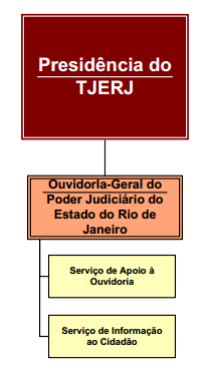 Presidência do
TJERJ
Ouvidoria-Geral do
Poder Judiciário do
Estado do Rio de
Janeiro
Serviço de Apoio à
Ouvidoria
Serviço de Informação
ao Cidadão